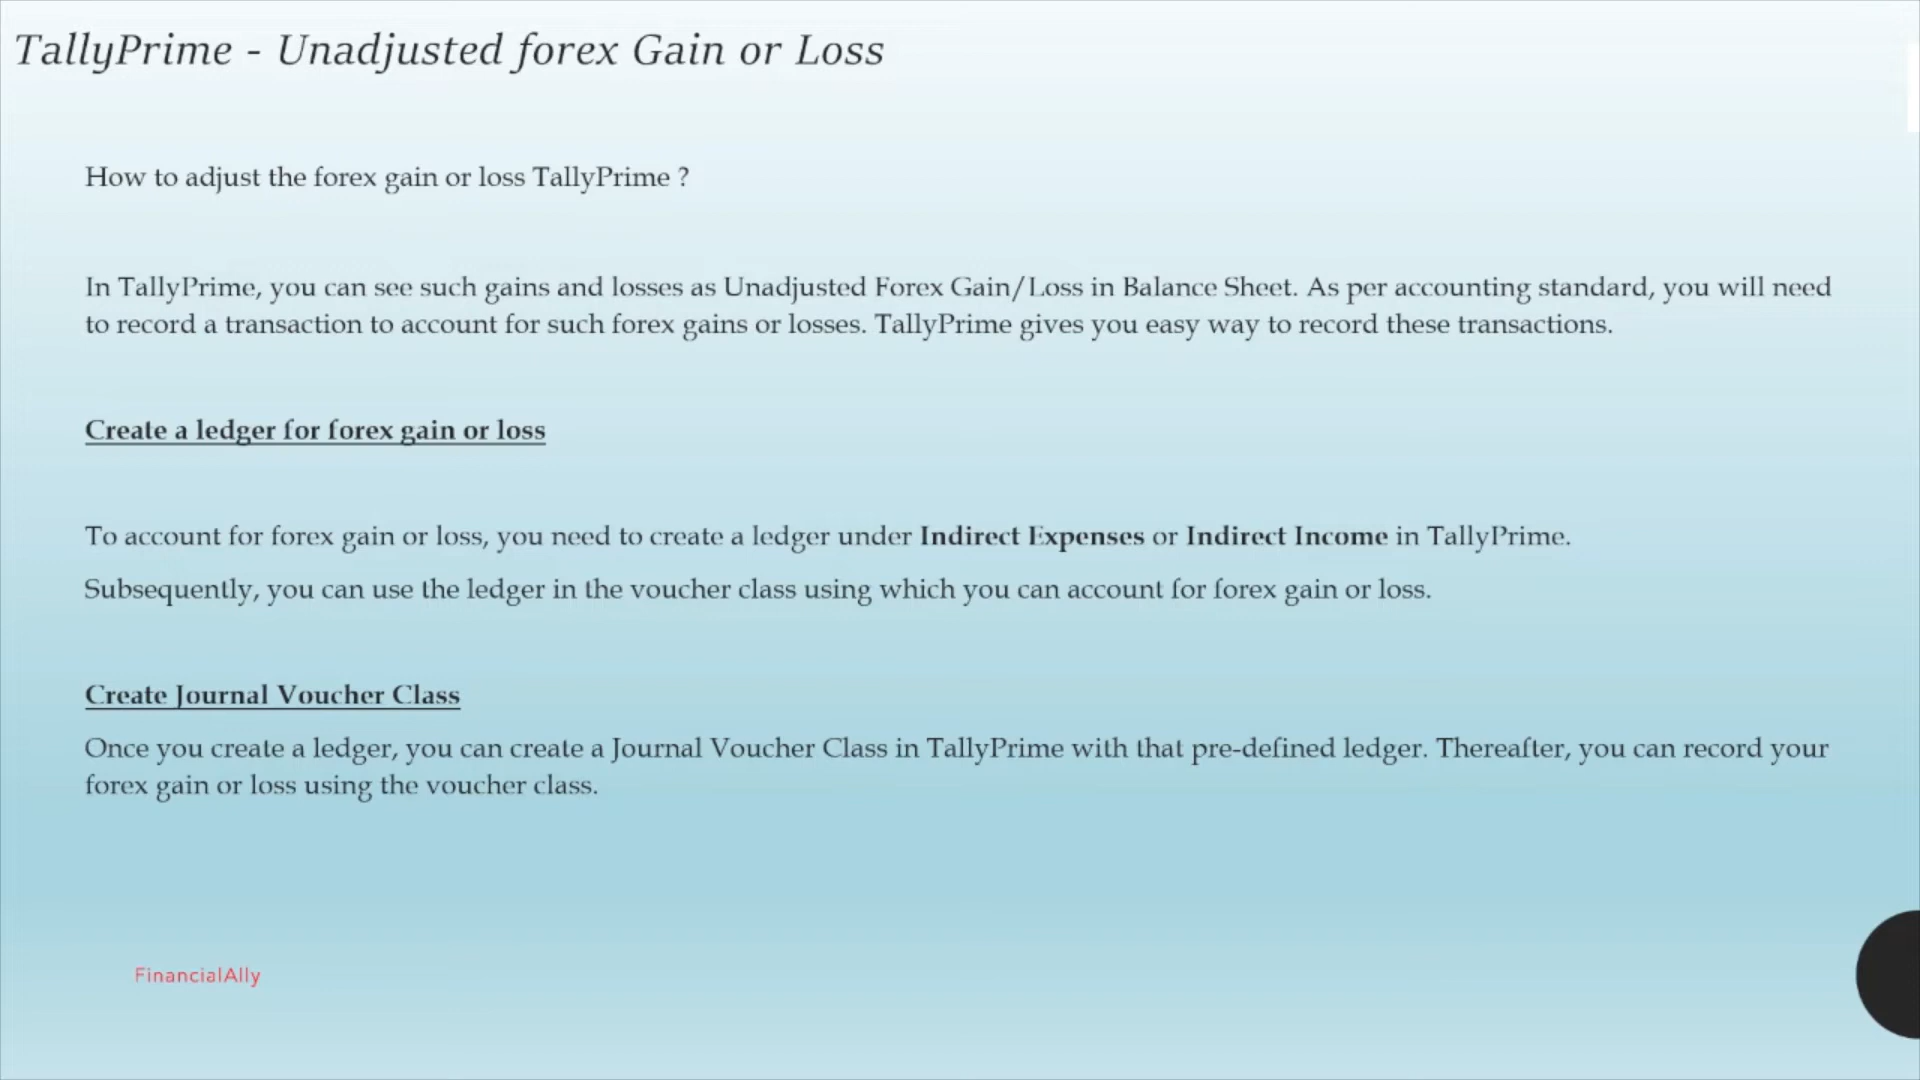 TallyPrime - Unadjusted forex Gain or Loss
How to adjust the forex gain or loss TallyPrime ?
In TallyPrime, you can see such gains and losses as Unadjusted Forex Gain/Loss in Balance Sheet. As per accounting standard, you will need
to record a transaction to account for such forex gains or losses. TallyPrime gives you easy way to record these transactions.
Create a ledger for forex gain or loss
To account for forex gain or loss, you need to create a ledger under Indirect Expenses or Indirect Income in TallyPrime.
Subsequently, you can use the ledger in the voucher class using which you can account for forex gain or loss.
Create Journal Voucher Class
Once you create a ledger, you can create a Journal Voucher Class in TallyPrime with that pre-defined ledger. Thereafter, you can record your
forex gain or loss using the voucher class.
FinancialAlly